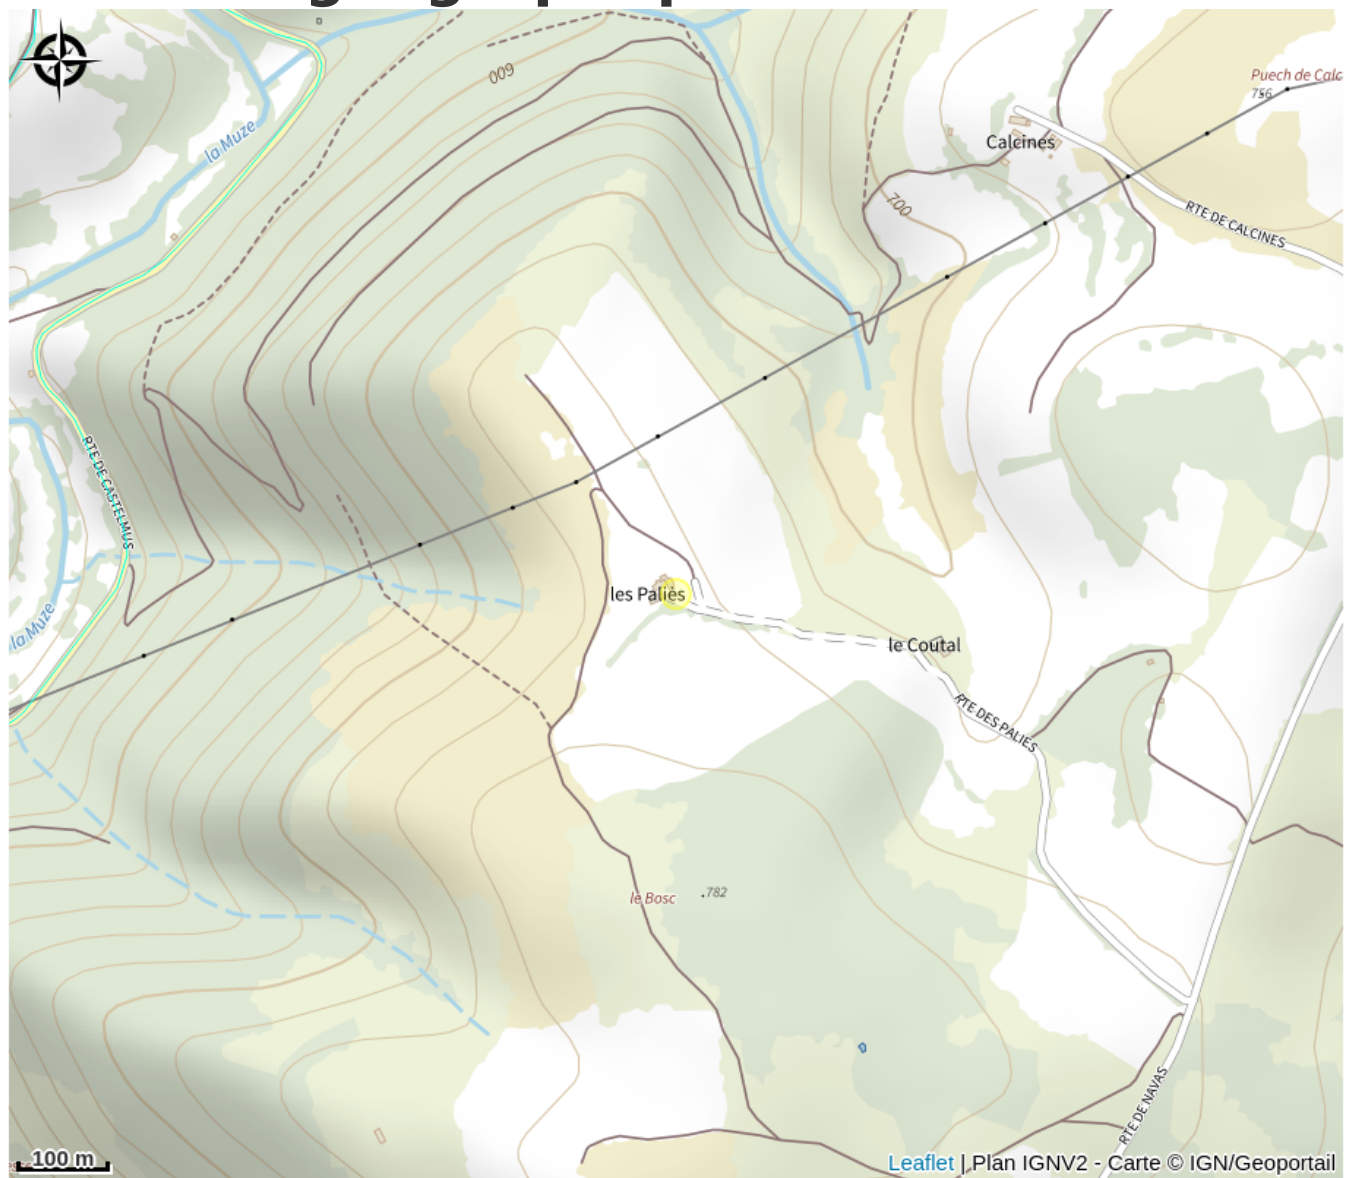 600
Puech de Calc
756
la Muze
Calcines
700
RTE DE CALCINES
RTE DE CASTELMUS
les Paliès
la Muze
le Coutal
RTE DES PALIES
le Bosc
.782
RTE DE NAVAS
100 m
Leaflet | Plan IGNV2 - Carte © IGN/Geoportail